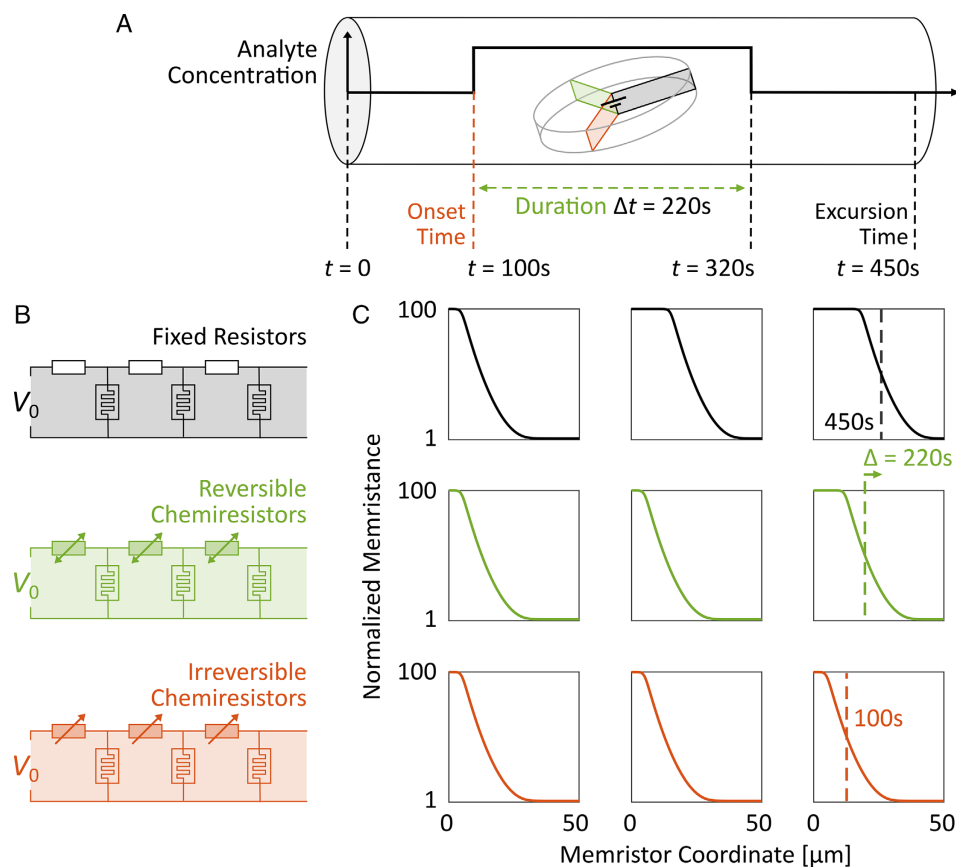 A
Analyte
Concentration
Onset
Time
Duration Δt = 220s
Excursion
Time
t = 0
t = 100s
t = 320s
t = 450s
B
Fixed Resistors
V0
Reversible
Chemiresistors
V0
Irreversible
Chemiresistors
V0
C
Normalized Memristance
100
1
450s
Δ = 220s
100
1
100
1
100s
0
50
0
50
0
50
Memristor Coordinate [μm]